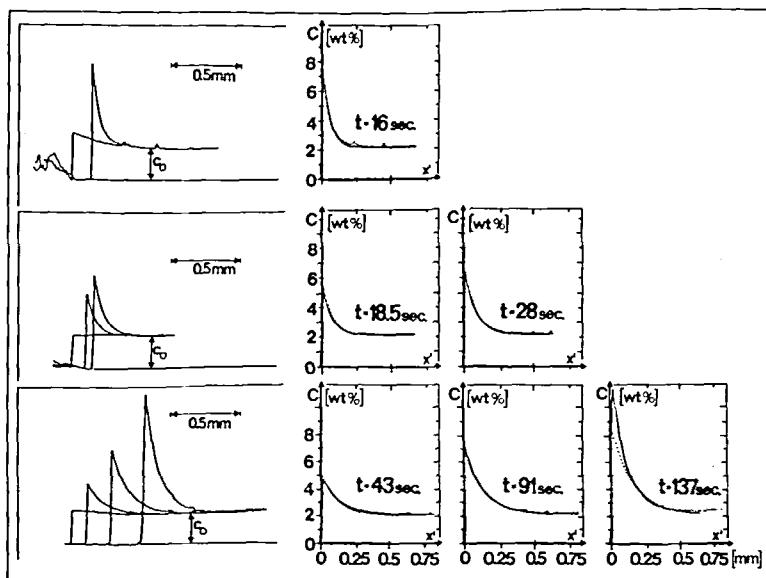 0.5mm
C₀
C [wt%]
8
6
4
2
0
t·16 sec.
x'
0.5mm
C₀
C [wt%]
8
6
4
2
0
t·18.5 sec.
x'
C [wt%]
t·28 sec.
x'
0.5mm
C₀
C [wt%]
8
6
4
2
0
t·43 sec.
x'
0 0.25 0.5 0.75
C [wt%]
t·91 sec.
x'
0 0.25 0.5 0.75
C [wt%]
t·137 sec.
x'
0 0.25 0.5 0.75 [mm]